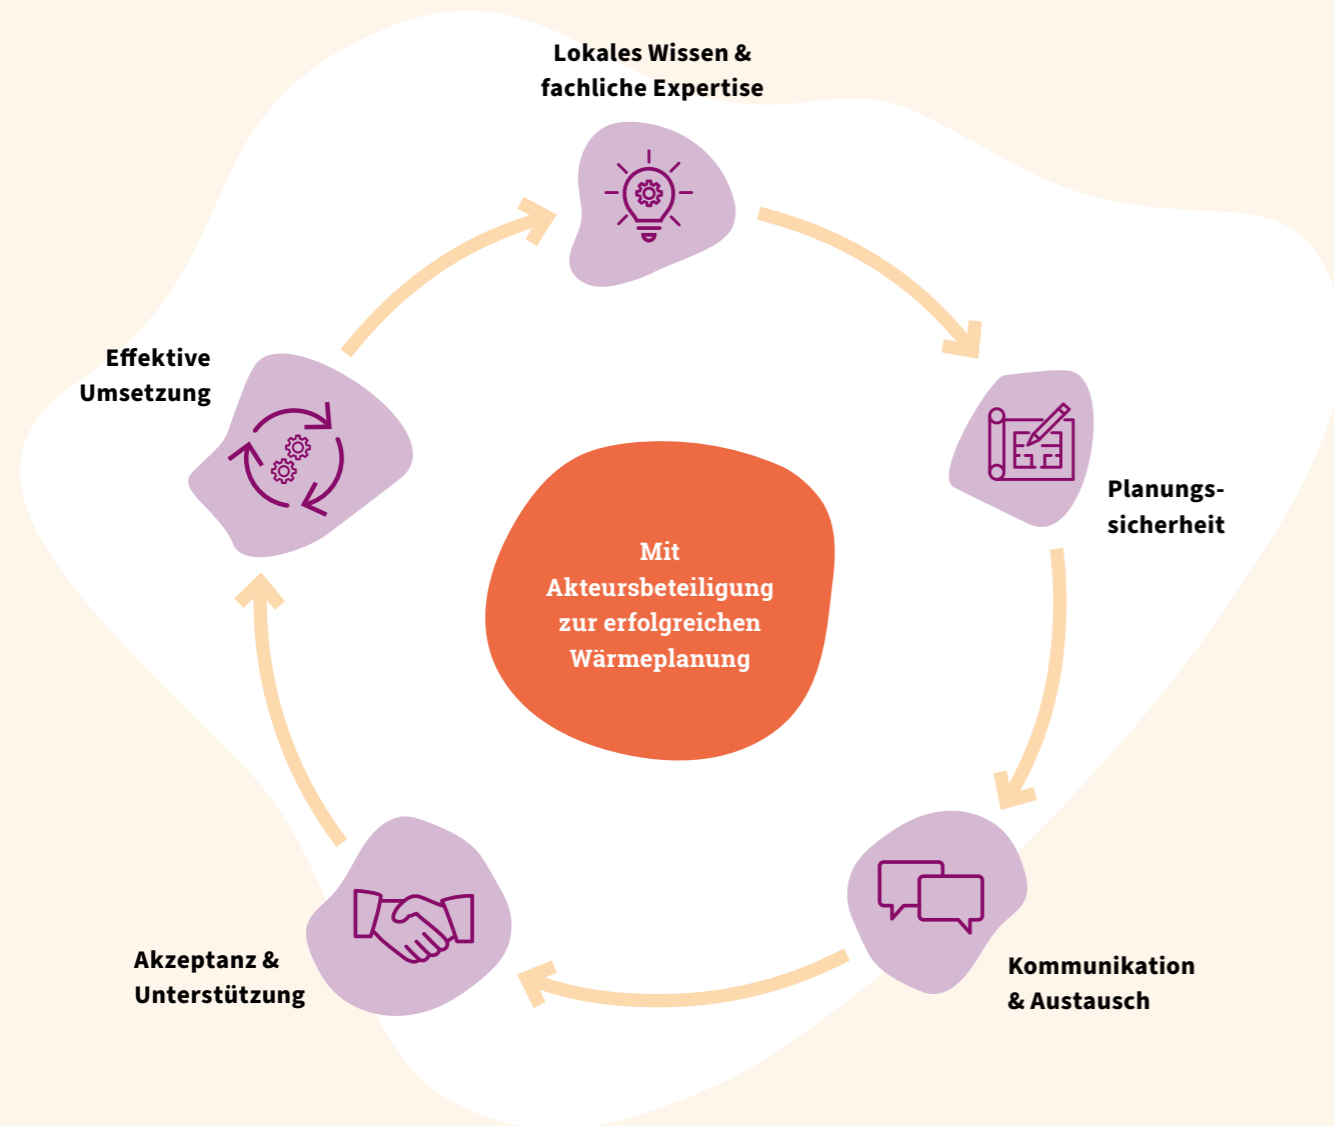 Lokales Wissen &
fachliche Expertise
Effektive
Umsetzung
Planungs-
sicherheit
Mit
Akteursbeteiligung
zur erfolgreichen
Wärmeplanung
Akzeptanz &
Unterstützung
Kommunikation
& Austausch